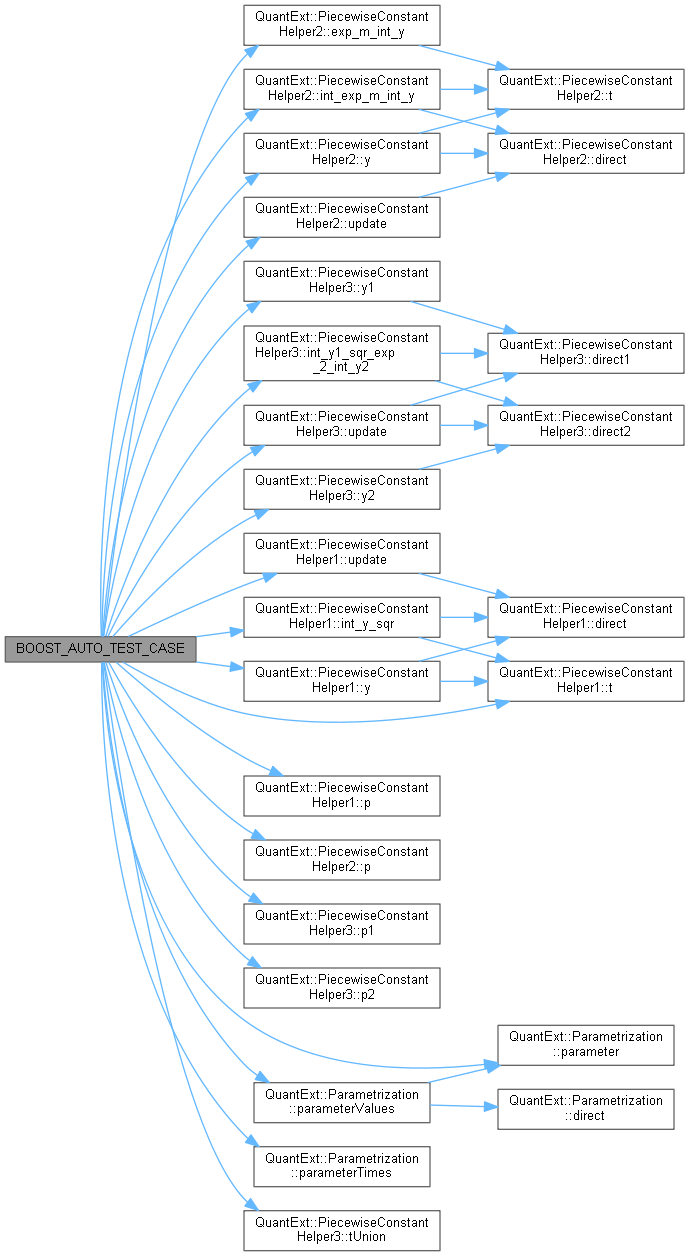 QuantExt::PiecewiseConstant
Helper2::exp_m_int_y
QuantExt::PiecewiseConstant
Helper2::int_exp_m_int_y
QuantExt::PiecewiseConstant
Helper2::t
QuantExt::PiecewiseConstant
Helper2::y
QuantExt::PiecewiseConstant
Helper2::direct
QuantExt::PiecewiseConstant
Helper2::update
QuantExt::PiecewiseConstant
Helper3::y1
QuantExt::PiecewiseConstant
Helper3::int_y1_sqr_exp
_2_int_y2
QuantExt::PiecewiseConstant
Helper3::direct1
QuantExt::PiecewiseConstant
Helper3::update
QuantExt::PiecewiseConstant
Helper3::direct2
QuantExt::PiecewiseConstant
Helper3::y2
QuantExt::PiecewiseConstant
Helper1::update
QuantExt::PiecewiseConstant
Helper1::int_y_sqr
QuantExt::PiecewiseConstant
Helper1::direct
BOOST_AUTO_TEST_CASE
QuantExt::PiecewiseConstant
Helper1::y
QuantExt::PiecewiseConstant
Helper1::t
QuantExt::PiecewiseConstant
Helper1::p
QuantExt::PiecewiseConstant
Helper2::p
QuantExt::PiecewiseConstant
Helper3::p1
QuantExt::PiecewiseConstant
Helper3::p2
QuantExt::Parametrization
::parameter
QuantExt::Parametrization
::parameterValues
QuantExt::Parametrization
::direct
QuantExt::Parametrization
::parameterTimes
QuantExt::PiecewiseConstant
Helper3::tUnion